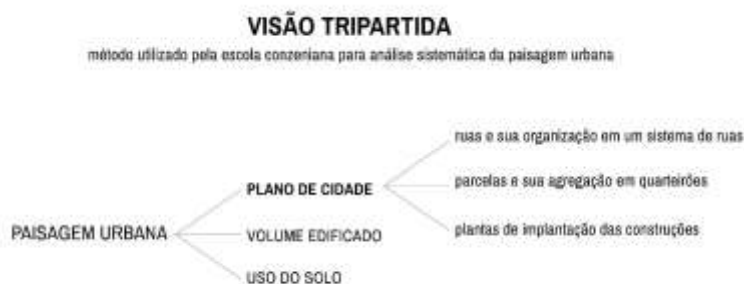 VISÃO TRIPARTIDA
método utilizado pela escola conzeniana para análise sistemática da paisagem urbana
ruas e sua organização em um sistema de ruas
PLANO DE CIDADE
parcelas e sua agregação em quarteirões
PAISAGEM URBANA
VOLUME EDIFICADO
plantas de implantação das construções
USO DO SOLO